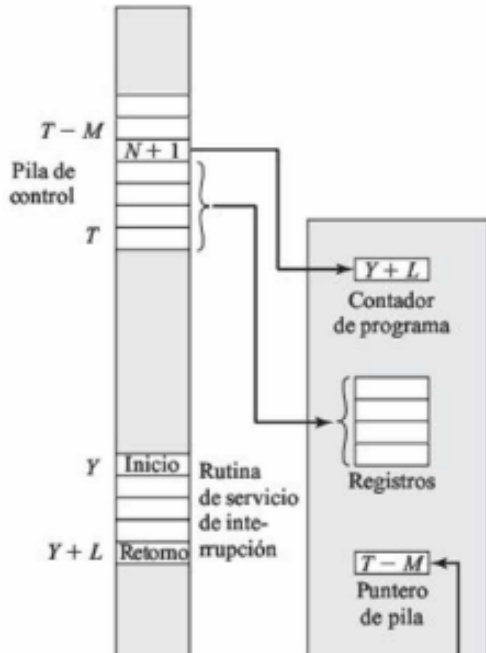 T − M
N + 1
Pila de
control
T
Y + L
Contador
de programa
Registros
Y
Inicio
Rutina
de servicio
de inte-
rrupción
Y + L
Retorno
T − M
Puntero
de pila